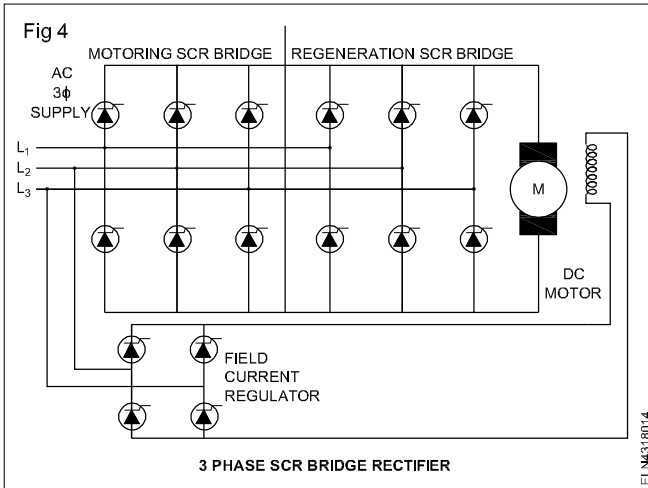 Fig 4
MOTORING SCR BRIDGE
REGENERATION SCR BRIDGE
AC
3ϕ
SUPPLY
L1
L2
L3
M
DC
MOTOR
FIELD
CURRENT
REGULATOR
3 PHASE SCR BRIDGE RECTIFIER
ELN4318014